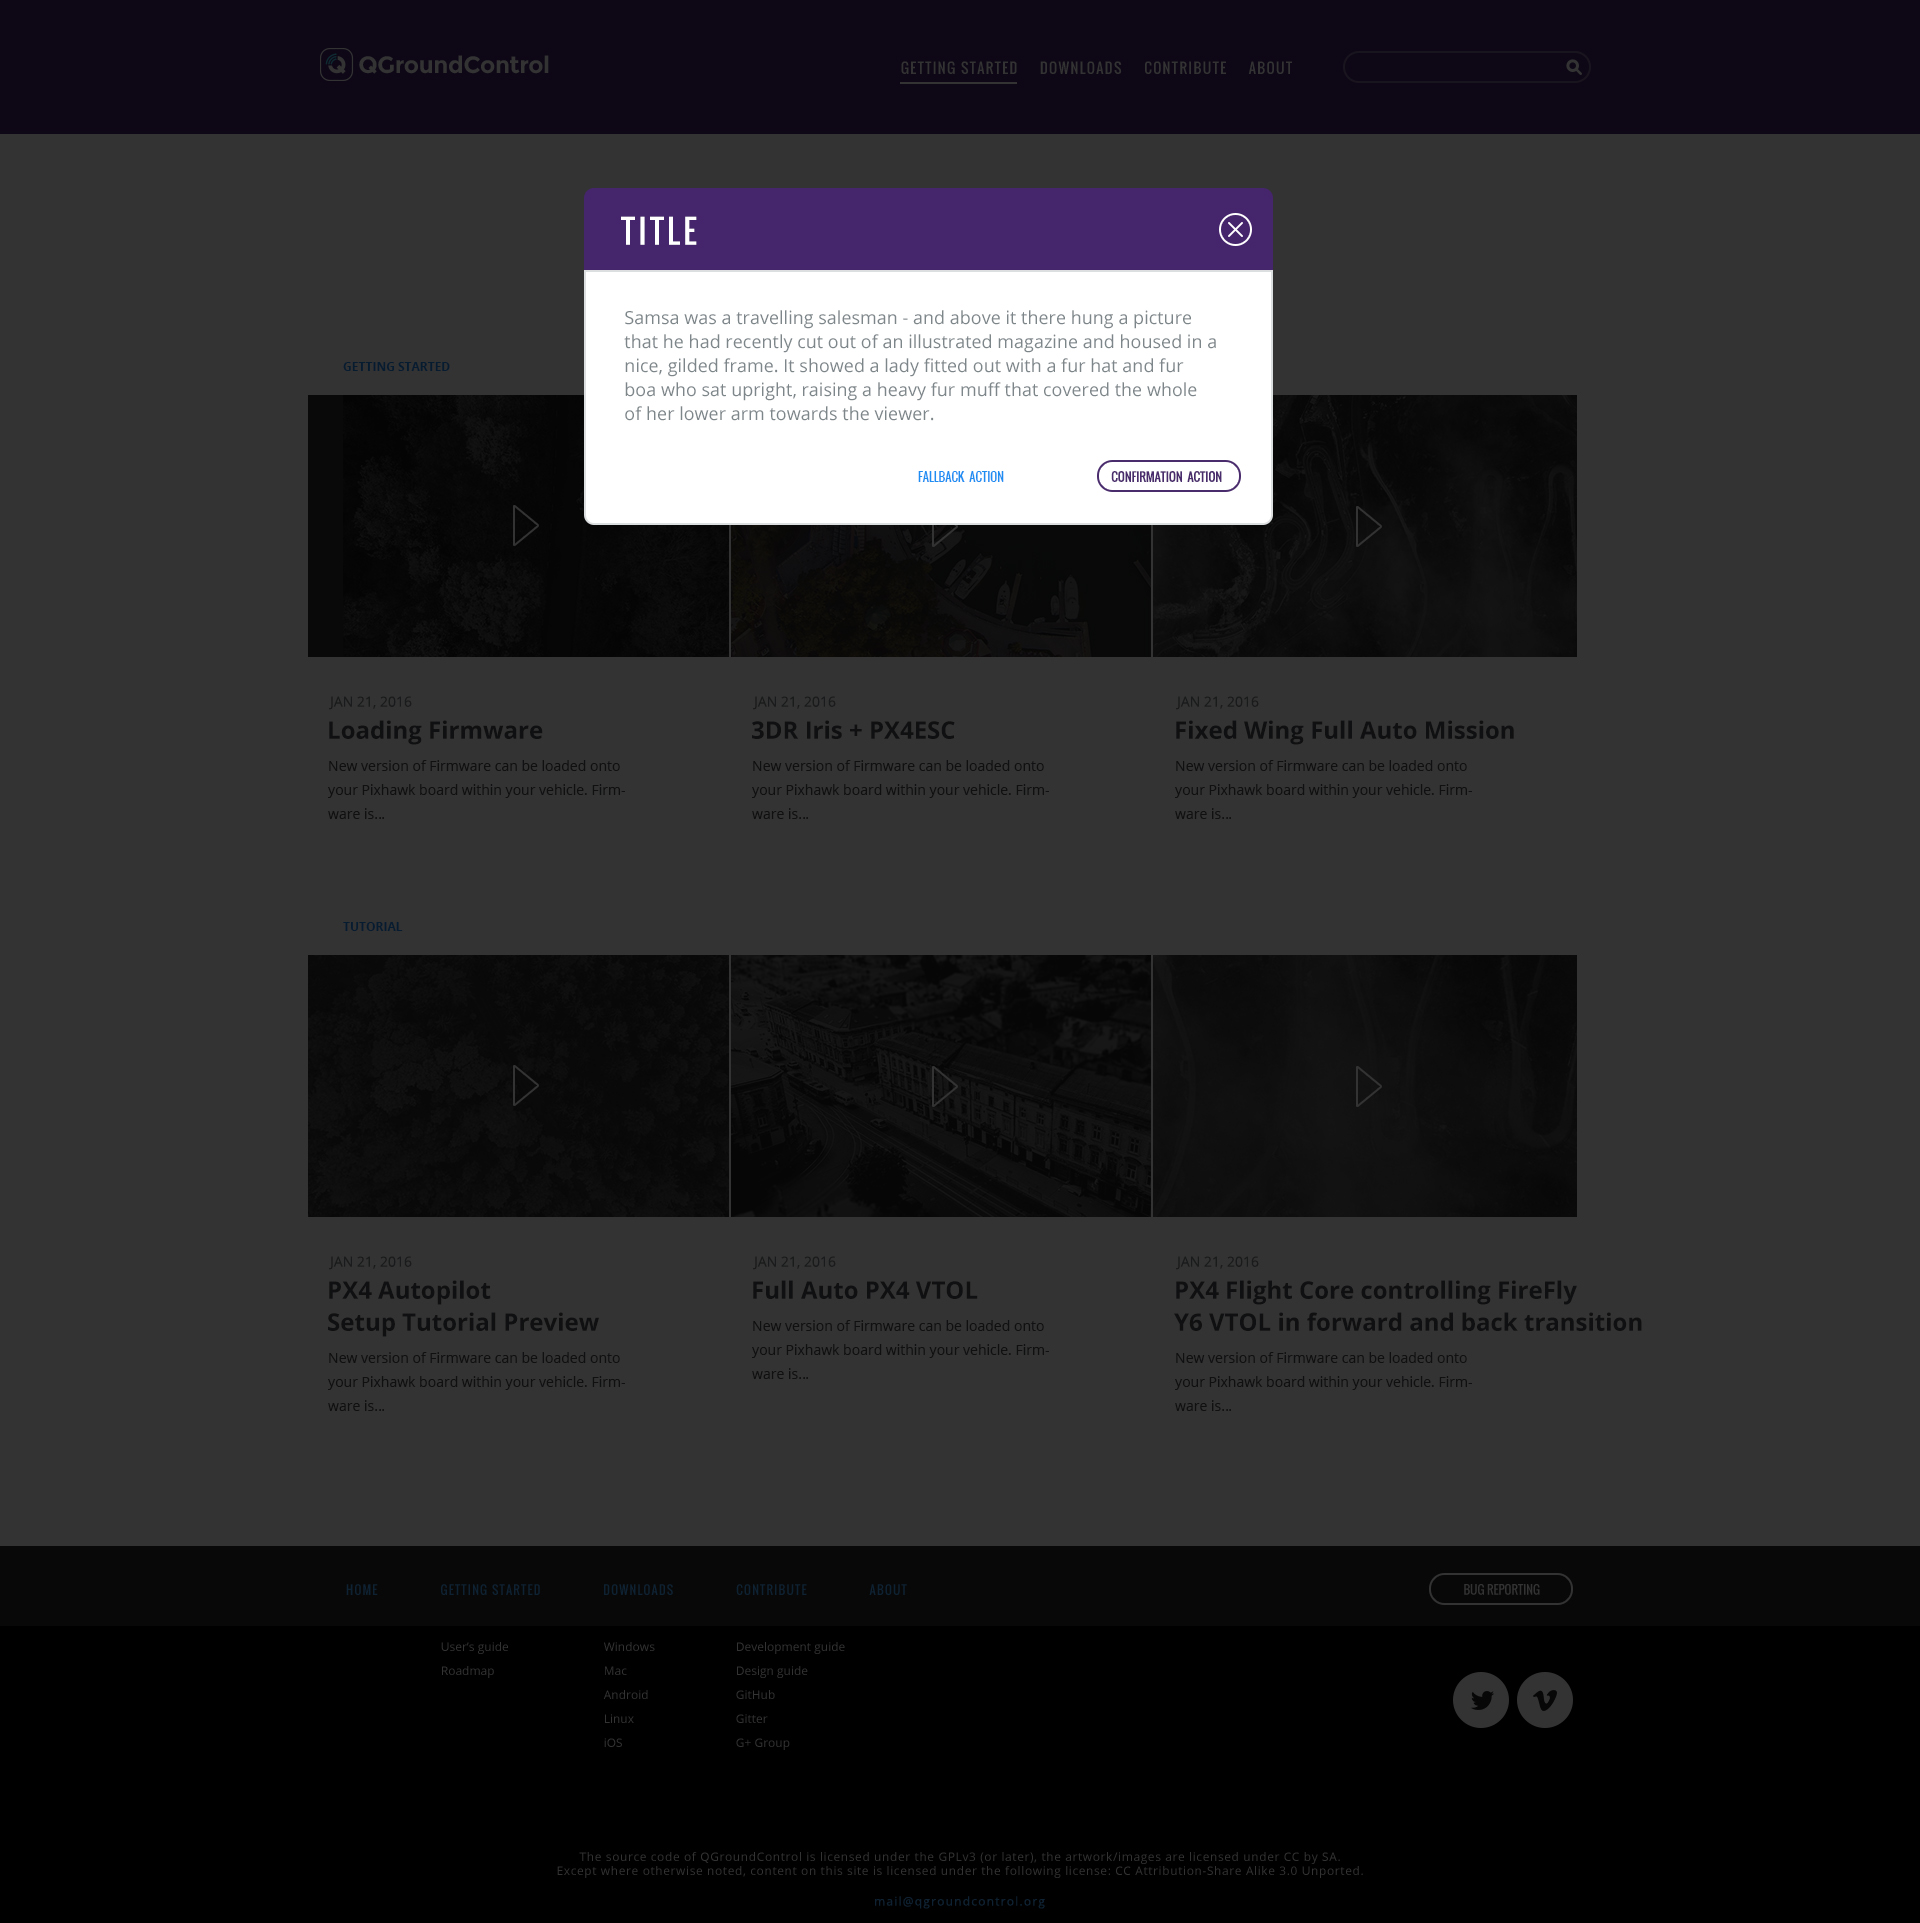 QGroundControl
GETTING STARTED DOWNLOADS CONTRIBUTE ABOUT
TITLE
Samsa was a travelling salesman - and above it there hung a picture
that he had recently cut out of an illustrated magazine and housed in a
nice, gilded frame. It showed a lady fitted out with a fur hat and fur
boa who sat upright, raising a heavy fur muff that covered the whole
of her lower arm towards the viewer.
FALLBACK ACTION CONFIRMATION ACTION
GETTING STARTED
JAN 21, 2016
Loading Firmware
New version of Firmware can be loaded onto
your Pixhawk board within your vehicle. Firm-
ware is...
JAN 21, 2016
3DR Iris + PX4ESC
New version of Firmware can be loaded onto
your Pixhawk board within your vehicle. Firm-
ware is...
JAN 21, 2016
Fixed Wing Full Auto Mission
New version of Firmware can be loaded onto
your Pixhawk board within your vehicle. Firm-
ware is...
TUTORIAL
JAN 21, 2016
PX4 Autopilot
Setup Tutorial Preview
New version of Firmware can be loaded onto
your Pixhawk board within your vehicle. Firm-
ware is...
JAN 21, 2016
Full Auto PX4 VTOL
New version of Firmware can be loaded onto
your Pixhawk board within your vehicle. Firm-
ware is...
JAN 21, 2016
PX4 Flight Core controlling FireFly
Y6 VTOL in forward and back transition
New version of Firmware can be loaded onto
your Pixhawk board within your vehicle. Firm-
ware is...
HOME GETTING STARTED DOWNLOADS CONTRIBUTE ABOUT BUG REPORTING
User's guide
Roadmap
Windows
Mac
Android
Linux
iOS
Development guide
Design guide
GitHub
Gitter
G+ Group
The source code of QGroundControl is licensed under the GPLv3 (or later), the artwork/images are licensed under CC by SA.
Except where otherwise noted, content on this site is licensed under the following license: CC Attribution-Share Alike 3.0 Unported.
mail@qgroundcontrol.org